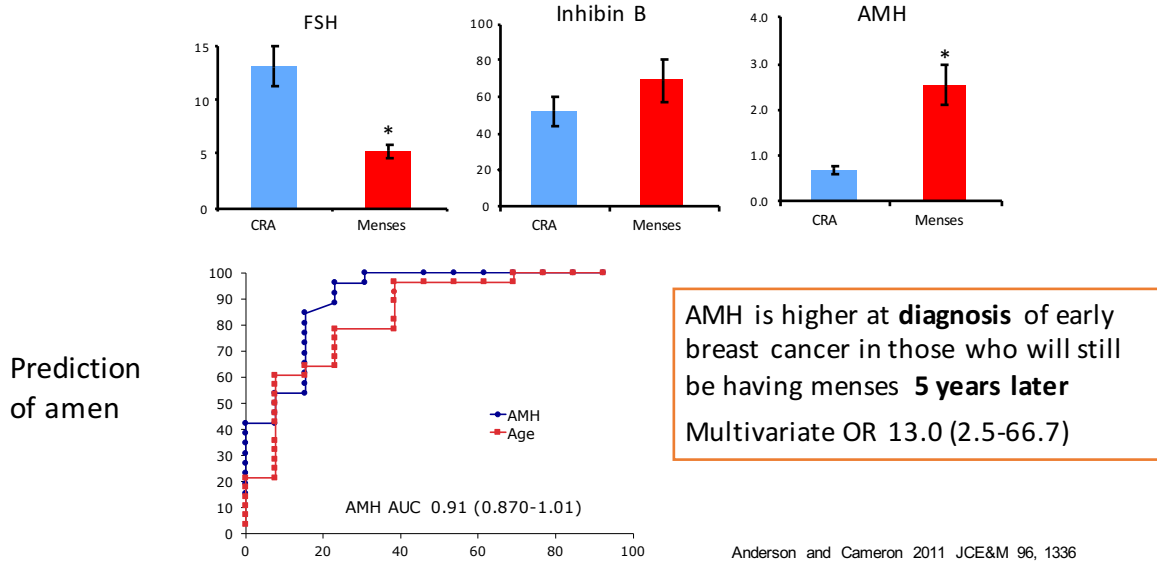 FSH
Inhibin B
AMH
15
10
5
0
*
CRA
Menses
100
80
60
40
20
0
CRA
Menses
4.0
3.0
2.0
1.0
0.0
*
CRA
Menses
Prediction
of amen
100
90
80
70
60
50
40
30
20
10
0
AMH
Age
AMH AUC 0.91 (0.870-1.01)
0
20
40
60
80
100
AMH is higher at diagnosis of early
breast cancer in those who will still
be having menses 5 years later
Multivariate OR 13.0 (2.5-66.7)
Anderson and Cameron 2011 JCE&M 96, 1336